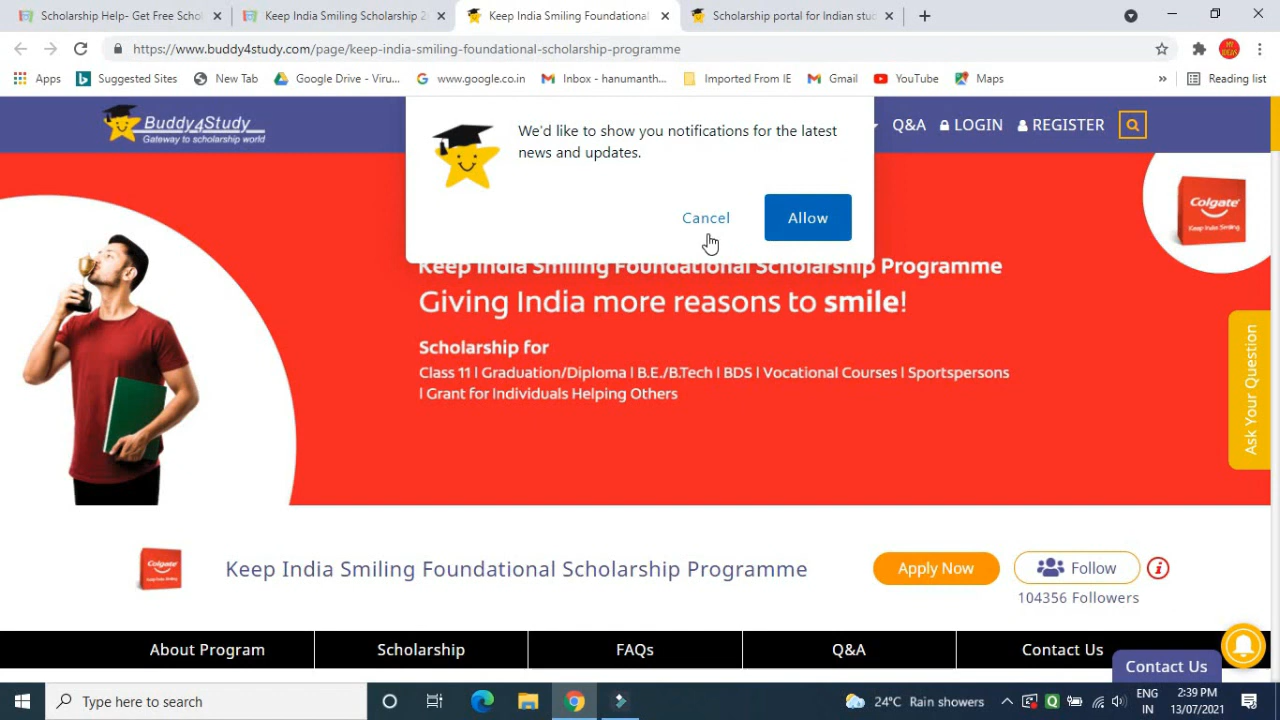 Scholarship Help- Get Free Schol
Keep India Smiling Scholarship 2
Keep India Smiling Foundational
Scholarship portal for Indian stu
https://www.buddy4study.com/page/keep-india-smiling-foundational-scholarship-programme
Apps
Suggested Sites
New Tab
Google Drive - Viru...
www.google.co.in
Inbox - hanumanth...
Imported From IE
Gmail
YouTube
Maps
»
Reading list
Buddy4Study
Gateway to scholarship world
We'd like to show you notifications for the latest
news and updates.
Cancel
Allow
Q&A
LOGIN
REGISTER
Colgate
Keep India Smiling
Keep India Smiling Foundational Scholarship Programme
Giving India more reasons to smile!
Scholarship for
Class 11 | Graduation/Diploma | B.E./B.Tech | BDS | Vocational Courses | Sportspersons
| Grant for Individuals Helping Others
Ask Your Question
Colgate
Keep India Smiling Foundational Scholarship Programme
Apply Now
Follow
104356 Followers
About Program
Scholarship
FAQs
Q&A
Contact Us
Contact Us
Type here to search
24°C Rain showers
ENG
IN
2:39 PM
13/07/2021